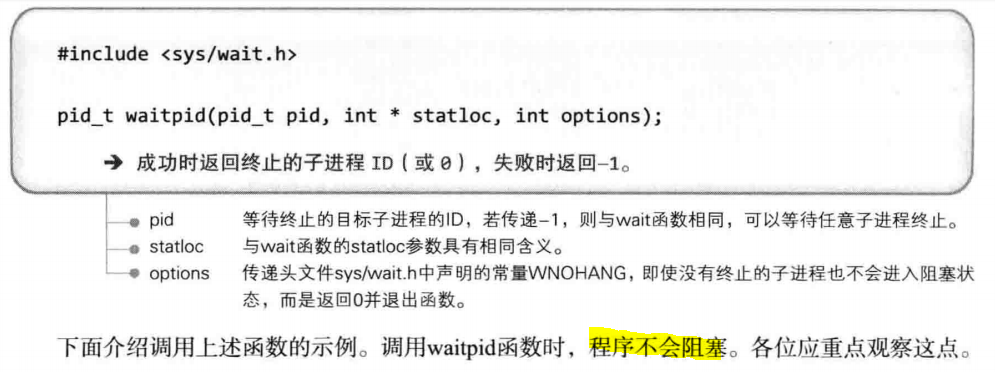 #include <sys/wait.h>
pid_t waitpid(pid_t pid, int * statloc, int options);
➔ 成功时返回终止的子进程 ID（或 0），失败时返回–1。
pid 等待终止的目标子进程的ID，若传递–1，则与wait函数相同，可以等待任意子进程终止。
statloc 与wait函数的statloc参数具有相同含义。
options 传递头文件sys/wait.h中声明的常量WNOHANG，即使没有终止的子进程也不会进入阻塞状
态，而是返回0并退出函数。
下面介绍调用上述函数的示例。调用waitpid函数时，程序不会阻塞。各位应重点观察这点。